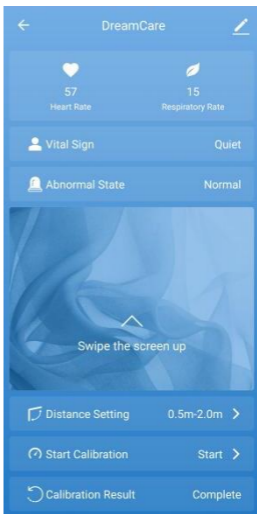 DreamCare
57 15
Heart Rate Respiratory Rate
Vital Sign Quiet
Abnormal State Normal
Swipe the screen up
Distance Setting 0.5m-2.0m
Start Calibration Start
Calibration Result Complete